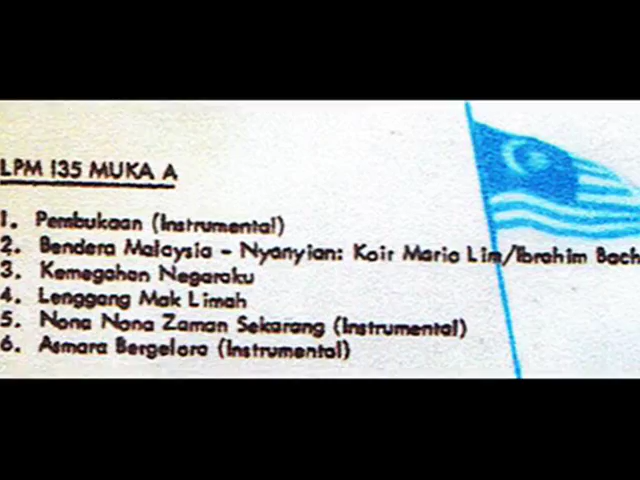 LPM 135 MUKA A
1. Pembukaan (Instrumental)
2. Bendera Malaysia - Nyanyian: Koir Maria Lim/Ibrahim Bach
3. Kemegahan Negaraku
4. Lenggang Mak Limah
5. Nona Nona Zaman Sekarang (Instrumental)
6. Asmara Bergelora (Instrumental)